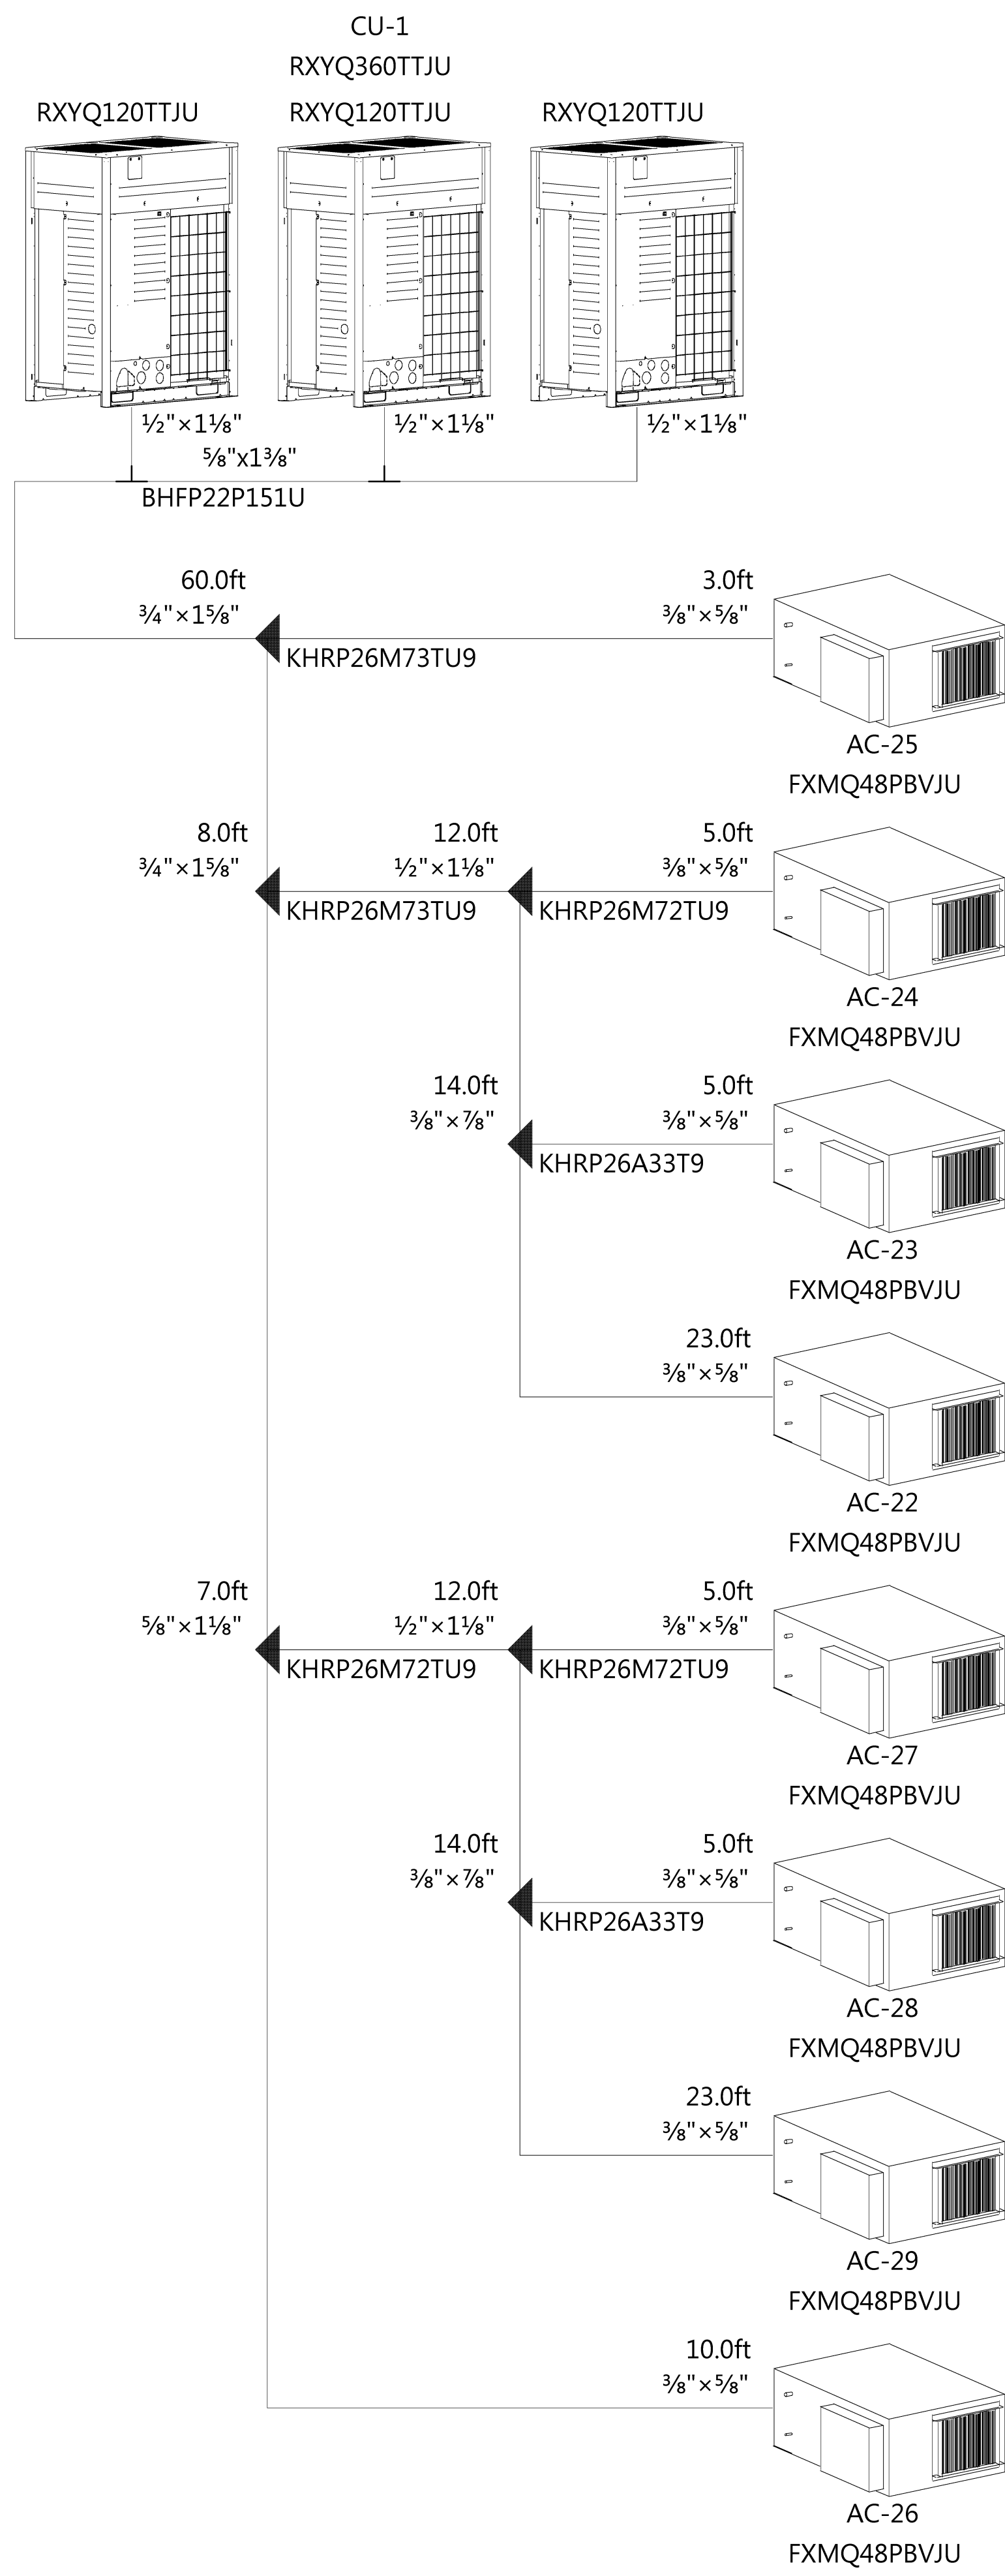 CU-1
RXYQ360TTJU
RXYQ120TTJU RXYQ120TTJU RXYQ120TTJU
½"×1⅛" ½"×1⅛" ½"×1⅛"
⅝"x1⅜"
BHFP22P151U
60.0ft 3.0ft
¾"×1⅝" ⅜"×⅝"
KHRP26M73TU9
AC-25
FXMQ48PBVJU
8.0ft 12.0ft 5.0ft
¾"×1⅝" ½"×1⅛" ⅜"×⅝"
KHRP26M73TU9 KHRP26M72TU9
AC-24
FXMQ48PBVJU
14.0ft 5.0ft
⅜"×⅞" ⅜"×⅝"
KHRP26A33T9
AC-23
FXMQ48PBVJU
23.0ft
⅜"×⅝"
AC-22
FXMQ48PBVJU
7.0ft 12.0ft 5.0ft
⅝"×1⅛" ½"×1⅛" ⅜"×⅝"
KHRP26M72TU9 KHRP26M72TU9
AC-27
FXMQ48PBVJU
14.0ft 5.0ft
⅜"×⅞" ⅜"×⅝"
KHRP26A33T9
AC-28
FXMQ48PBVJU
23.0ft
⅜"×⅝"
AC-29
FXMQ48PBVJU
10.0ft
⅜"×⅝"
AC-26
FXMQ48PBVJU